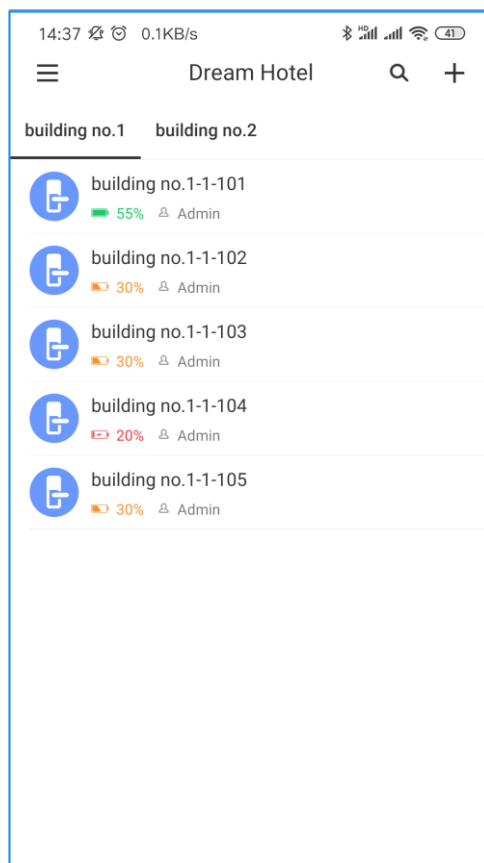 14:37 0.1KB/s HD 41
Dream Hotel
building no.1 building no.2
building no.1-1-101
55% Admin
building no.1-1-102
30% Admin
building no.1-1-103
30% Admin
building no.1-1-104
20% Admin
building no.1-1-105
30% Admin